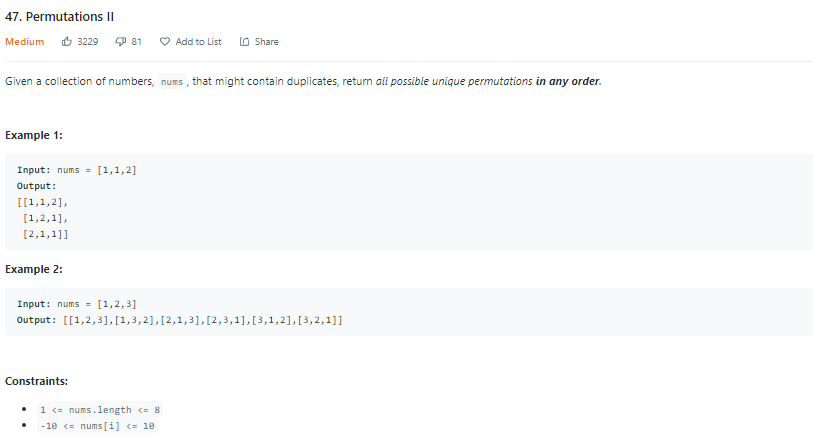 47. Permutations II
Medium 3229 81 Add to List Share
Given a collection of numbers, nums , that might contain duplicates, return all possible unique permutations in any order.
Example 1:
Input: nums = [1,1,2]
Output:
[[1,1,2],
[1,2,1],
[2,1,1]]
Example 2:
Input: nums = [1,2,3]
Output: [[1,2,3],[1,3,2],[2,1,3],[2,3,1],[3,1,2],[3,2,1]]
Constraints:
• 1 <= nums.length <= 8
• -10 <= nums[i] <= 10